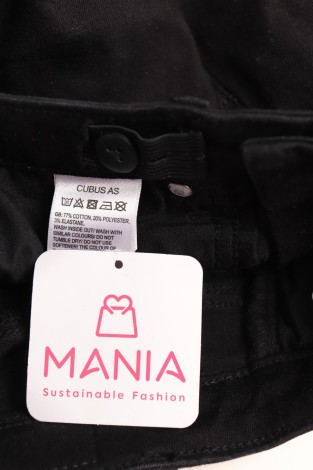 CUBUS AS
GB: 77% COTTON, 20% POLYESTER,
3% ELASTANE.
WASH INSIDE OUT/ WASH WITH
SIMILAR COLOURS/ DO NOT
TUMBLE DRY/ DO NOT USE
SOFTENER/ THE COLOUR OF
MANIA
Sustainable Fashion